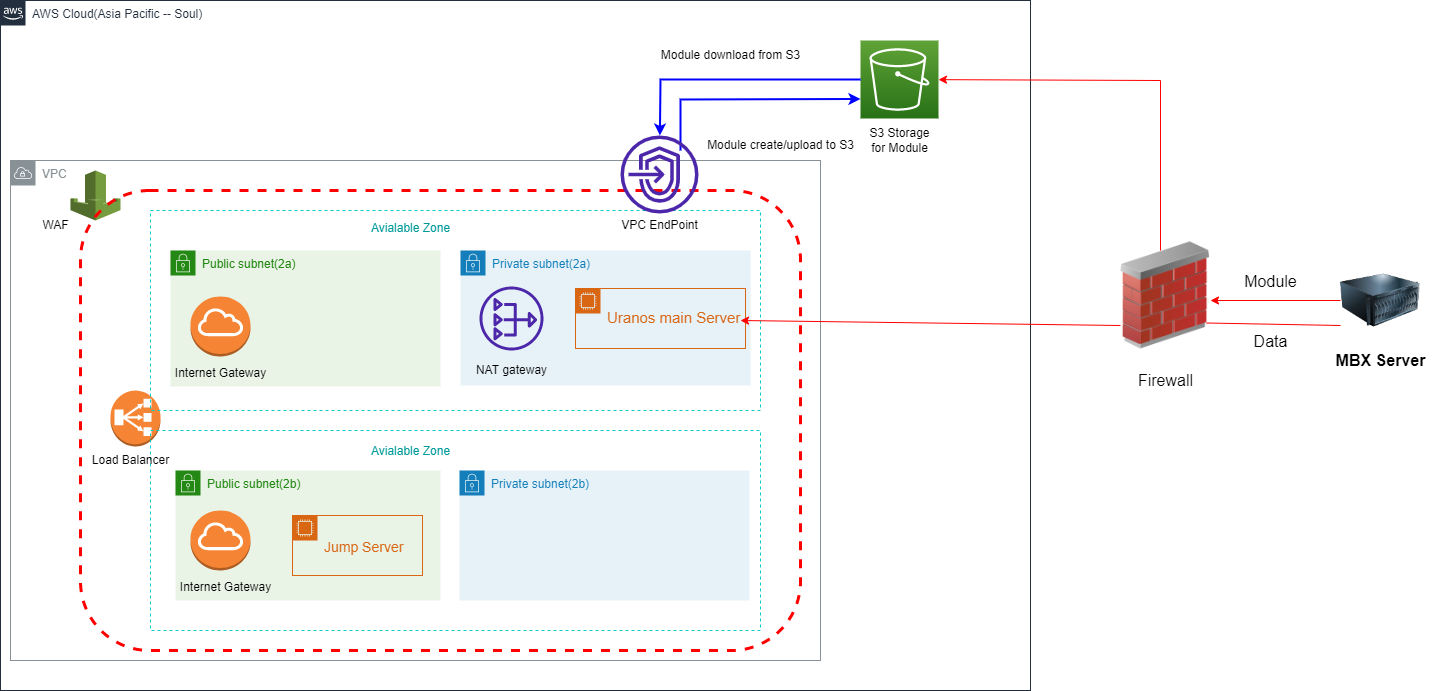 aws
AWS Cloud(Asia Pacific -- Soul)
Module download from S3
S3 Storage
for Module
Module create/upload to S3
VPC
WAF
VPC EndPoint
Avialable Zone
Public subnet(2a)
Private subnet(2a)
Uranos main Server
Internet Gateway
NAT gateway
Module
Data
MBX Server
Firewall
Load Balancer
Avialable Zone
Public subnet(2b)
Private subnet(2b)
Jump Server
Internet Gateway